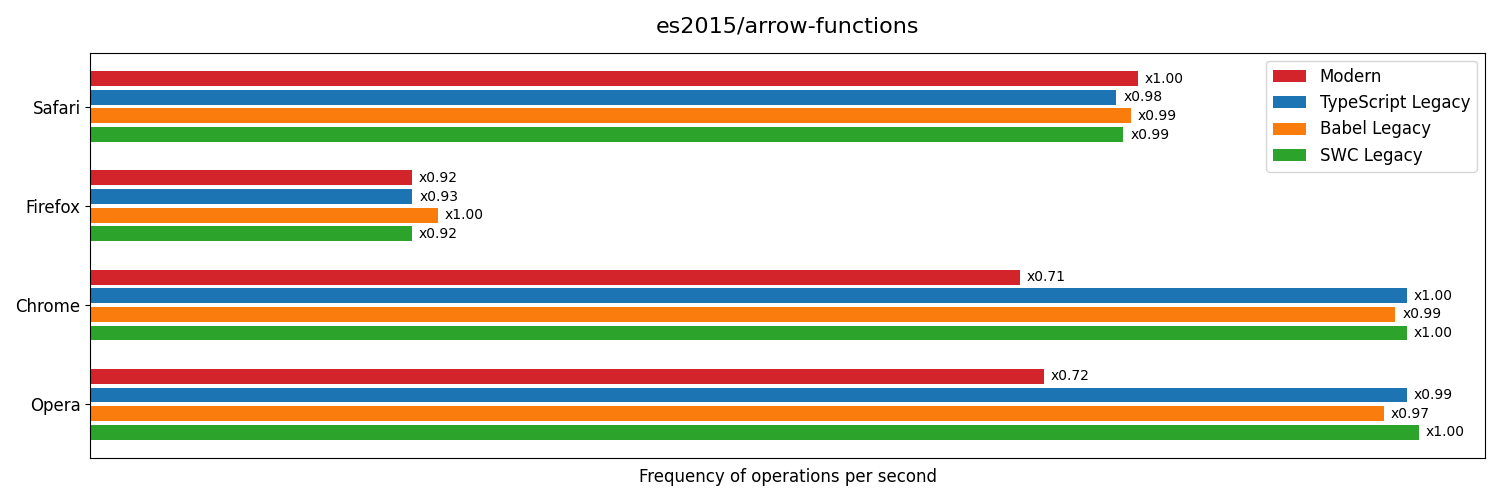 es2015/arrow-functions
Modern
TypeScript Legacy
Babel Legacy
SWC Legacy
Safari
x1.00
x0.98
x0.99
x0.99
Firefox
x0.92
x0.93
x1.00
x0.92
Chrome
x0.71
x1.00
x0.99
x1.00
Opera
x0.72
x0.99
x0.97
x1.00
Frequency of operations per second